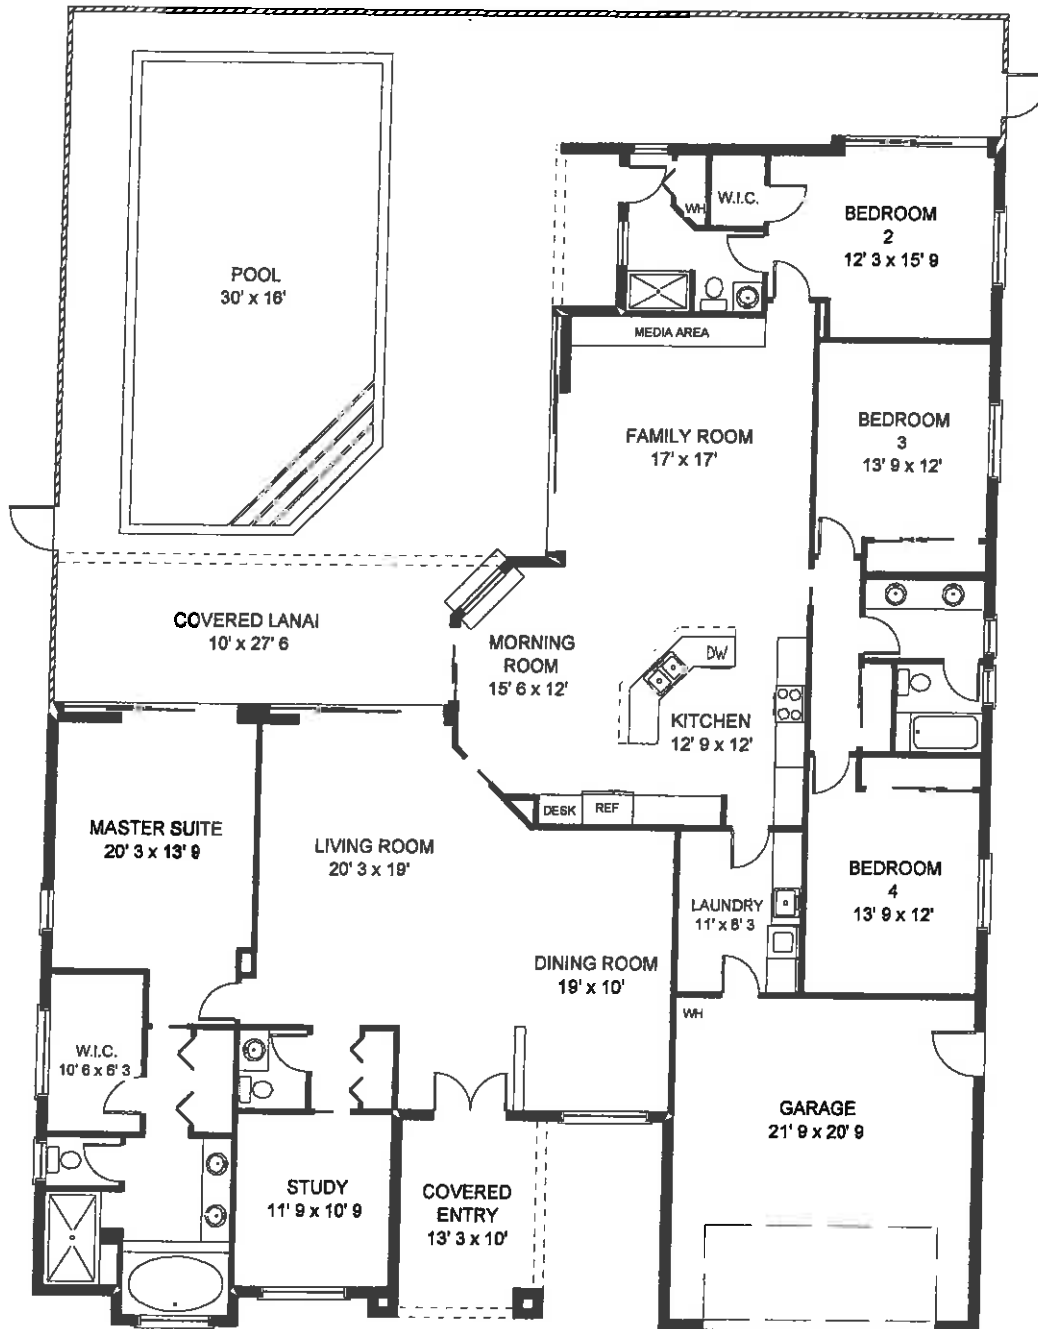 WH
W.I.C.
BEDROOM
2
12' 3 x 15' 9
POOL
30' x 16'
MEDIA AREA
FAMILY ROOM
17' x 17'
BEDROOM
3
13' 9 x 12'
COVERED LANAI
10' x 27' 6
MORNING
ROOM
15' 6 x 12'
DW
KITCHEN
12' 9 x 12'
DESK
REF
MASTER SUITE
20' 3 x 13' 9
LIVING ROOM
20' 3 x 19'
BEDROOM
4
13' 9 x 12'
LAUNDRY
11' x 6' 3
DINING ROOM
19' x 10'
WH
W.I.C.
10' 6 x 6' 3
GARAGE
21' 9 x 20' 9
STUDY
11' 9 x 10' 9
COVERED
ENTRY
13' 3 x 10'